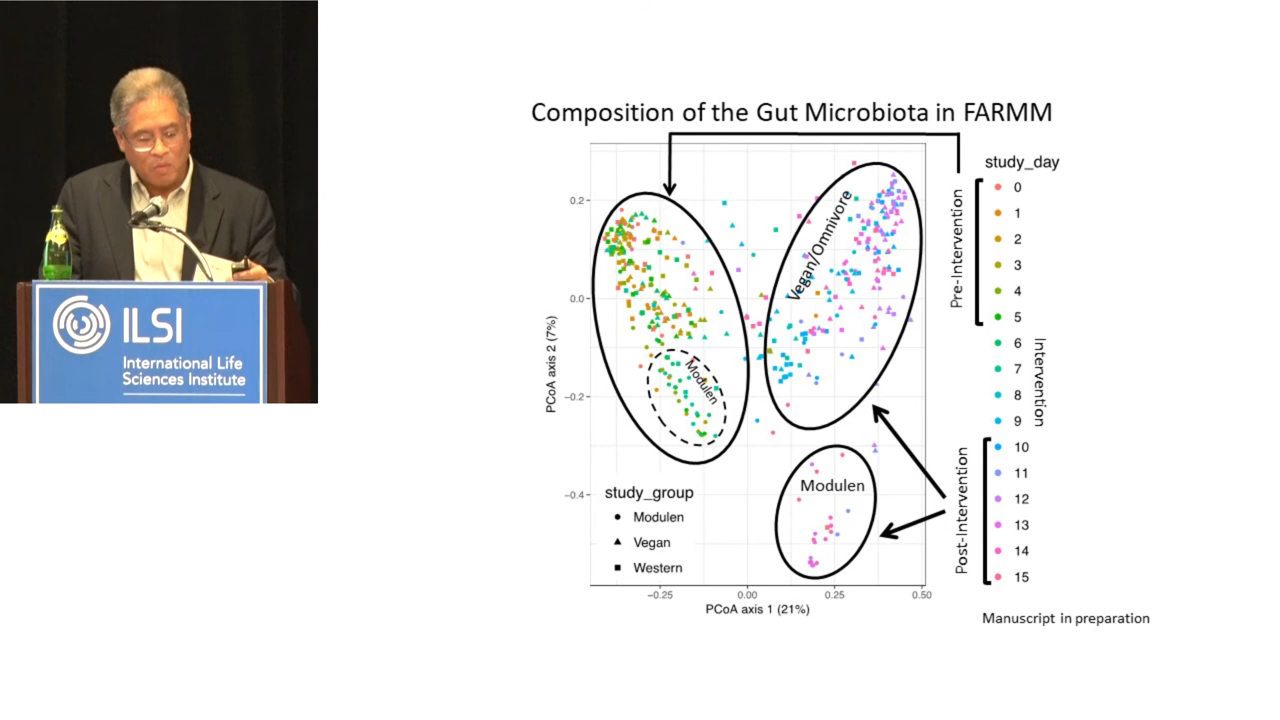 ILSI
International Life
Sciences Institute
Composition of the Gut Microbiota in FARMM
PCoA axis 2 (7%)
0.2
0.0
−0.2
−0.4
−0.25
0.00
0.25
0.50
PCoA axis 1 (21%)
Vegan/Omnivore
Modulen
Modulen
study_group
Modulen
Vegan
Western
study_day
0
1
2
3
4
5
6
7
8
9
10
11
12
13
14
15
Pre-Intervention
Intervention
Post-Intervention
Manuscript in preparation